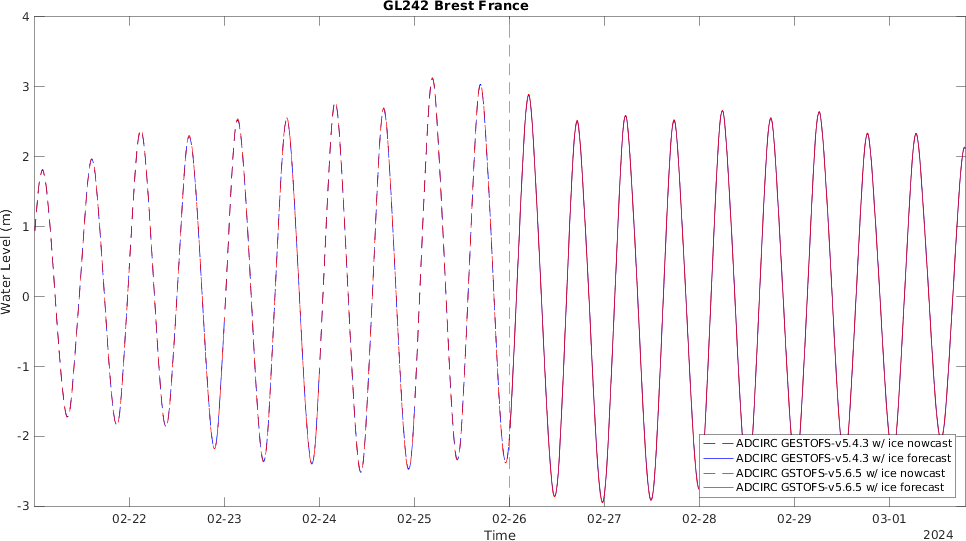 GL242 Brest France
4
3
2
1
0
-1
-2
-3
Water Level (m)
ADCIRC GESTOFS-v5.4.3 w/ ice nowcast
ADCIRC GESTOFS-v5.4.3 w/ ice forecast
ADCIRC GSTOFS-v5.6.5 w/ ice nowcast
ADCIRC GSTOFS-v5.6.5 w/ ice forecast
02-22 02-23 02-24 02-25 02-26 02-27 02-28 02-29 03-01
Time
2024